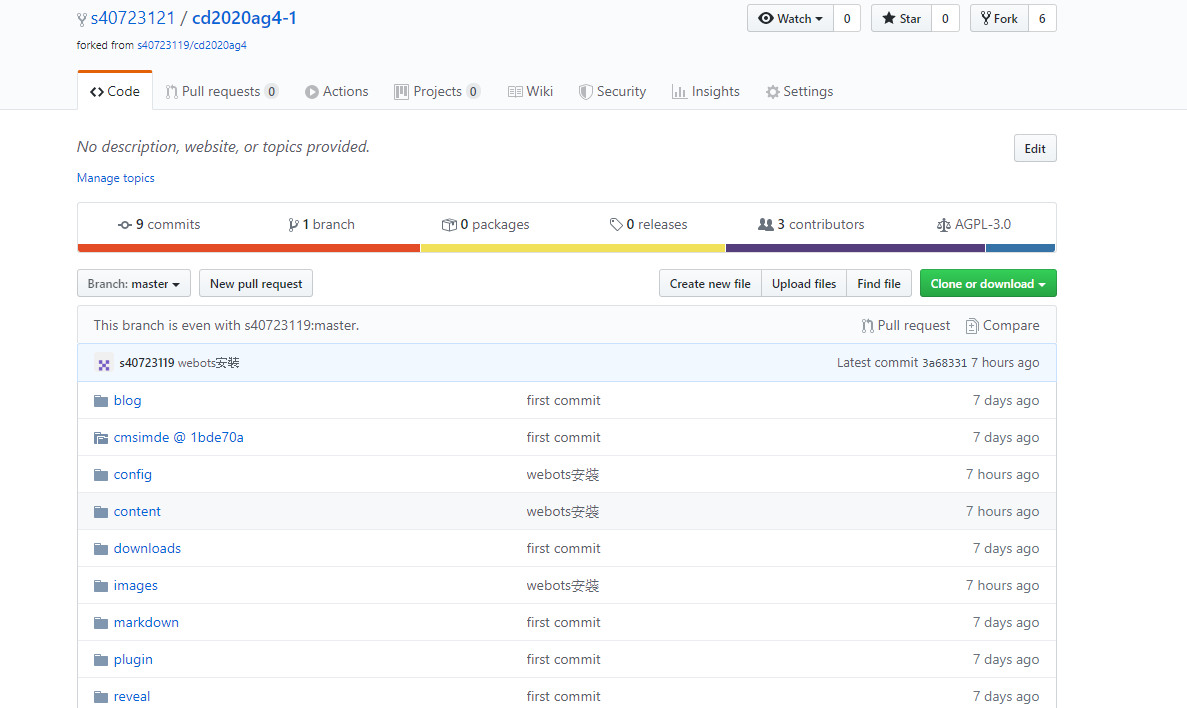 s40723121 / cd2020ag4-1
Watch 0 Star 0 Fork 6
forked from s40723119/cd2020ag4
Code Pull requests 0 Actions Projects 0 Wiki Security Insights Settings
No description, website, or topics provided.
Edit
Manage topics
9 commits 1 branch 0 packages 0 releases 3 contributors AGPL-3.0
Branch: master New pull request Create new file Upload files Find file Clone or download
This branch is even with s40723119:master. Pull request Compare
s40723119 webots安裝 Latest commit 3a68331 7 hours ago
blog first commit 7 days ago
cmsimde @ 1bde70a first commit 7 days ago
config webots安裝 7 hours ago
content webots安裝 7 hours ago
downloads first commit 7 days ago
images webots安裝 7 hours ago
markdown first commit 7 days ago
plugin first commit 7 days ago
reveal first commit 7 days ago